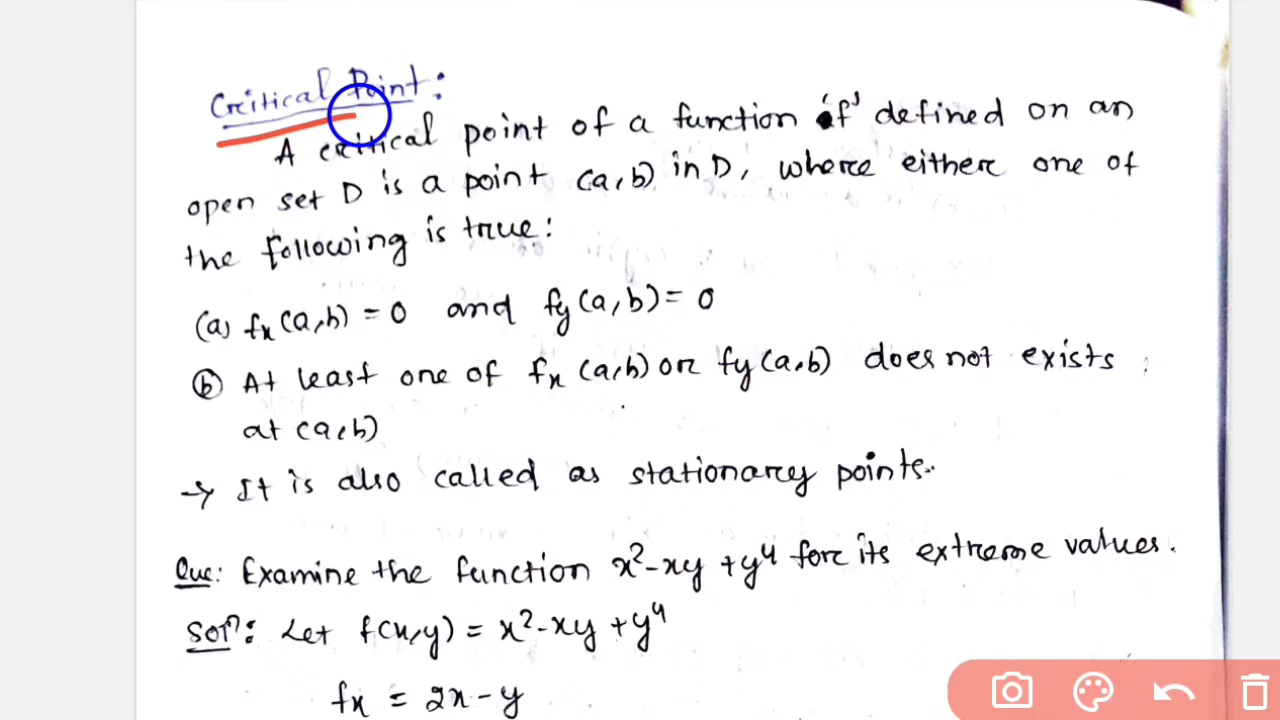 Critical Point:
A critical point of a function 'f' defined on an
open set D is a point (a,b) in D, where either one of
the following is true:
(a) fx (a,b) = 0 and fy (a,b) = 0
(b) At least one of fx (a,b) or fy (a,b) does not exists
at (a,b)
→ It is also called as stationary points.
Que: Examine the function x²-xy+y⁴ for its extreme values.
Solⁿ: Let f(x,y) = x²-xy+y⁴
fx = 2x-y